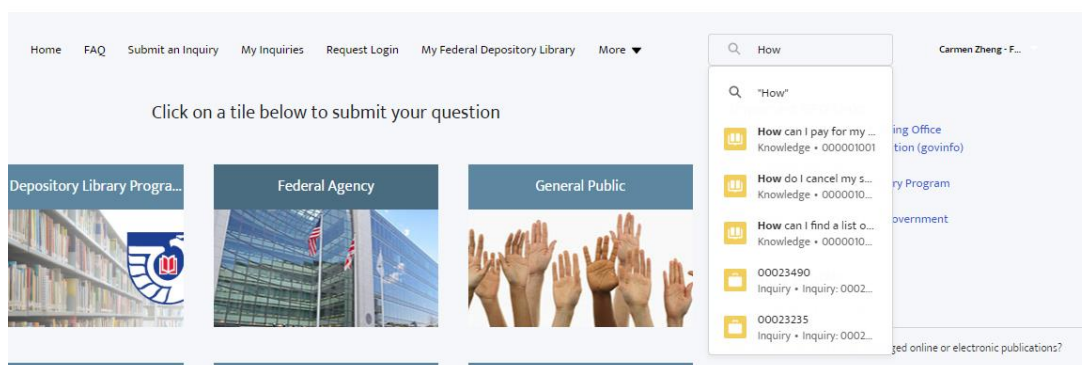 Home FAQ Submit an Inquiry My Inquiries Request Login My Federal Depository Library More
How
Carmen Zheng - F...
Click on a tile below to submit your question
Depository Library Progra...
Federal Agency
General Public
"How"
How can I pay for my ...
Knowledge • 000001001
How do I cancel my s...
Knowledge • 0000010...
How can I find a list o...
Knowledge • 0000010...
00023490
Inquiry • Inquiry: 0002...
00023235
Inquiry • Inquiry: 0002...
ing Office
tion (govinfo)
ry Program
overnment
ged online or electronic publications?